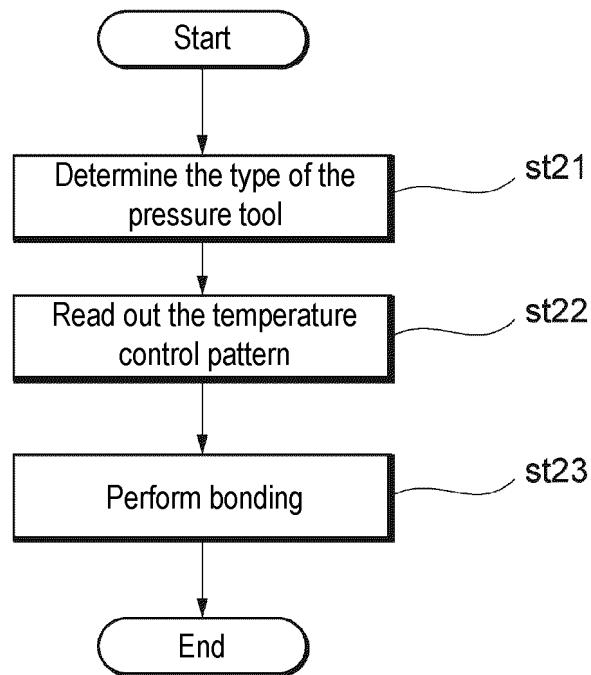 Start
Determine the type of the
pressure tool
st21
Read out the temperature
control pattern
st22
Perform bonding
st23
End